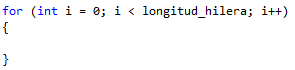 for (int i = 0; i < longitud_hilera; i++)
{
}